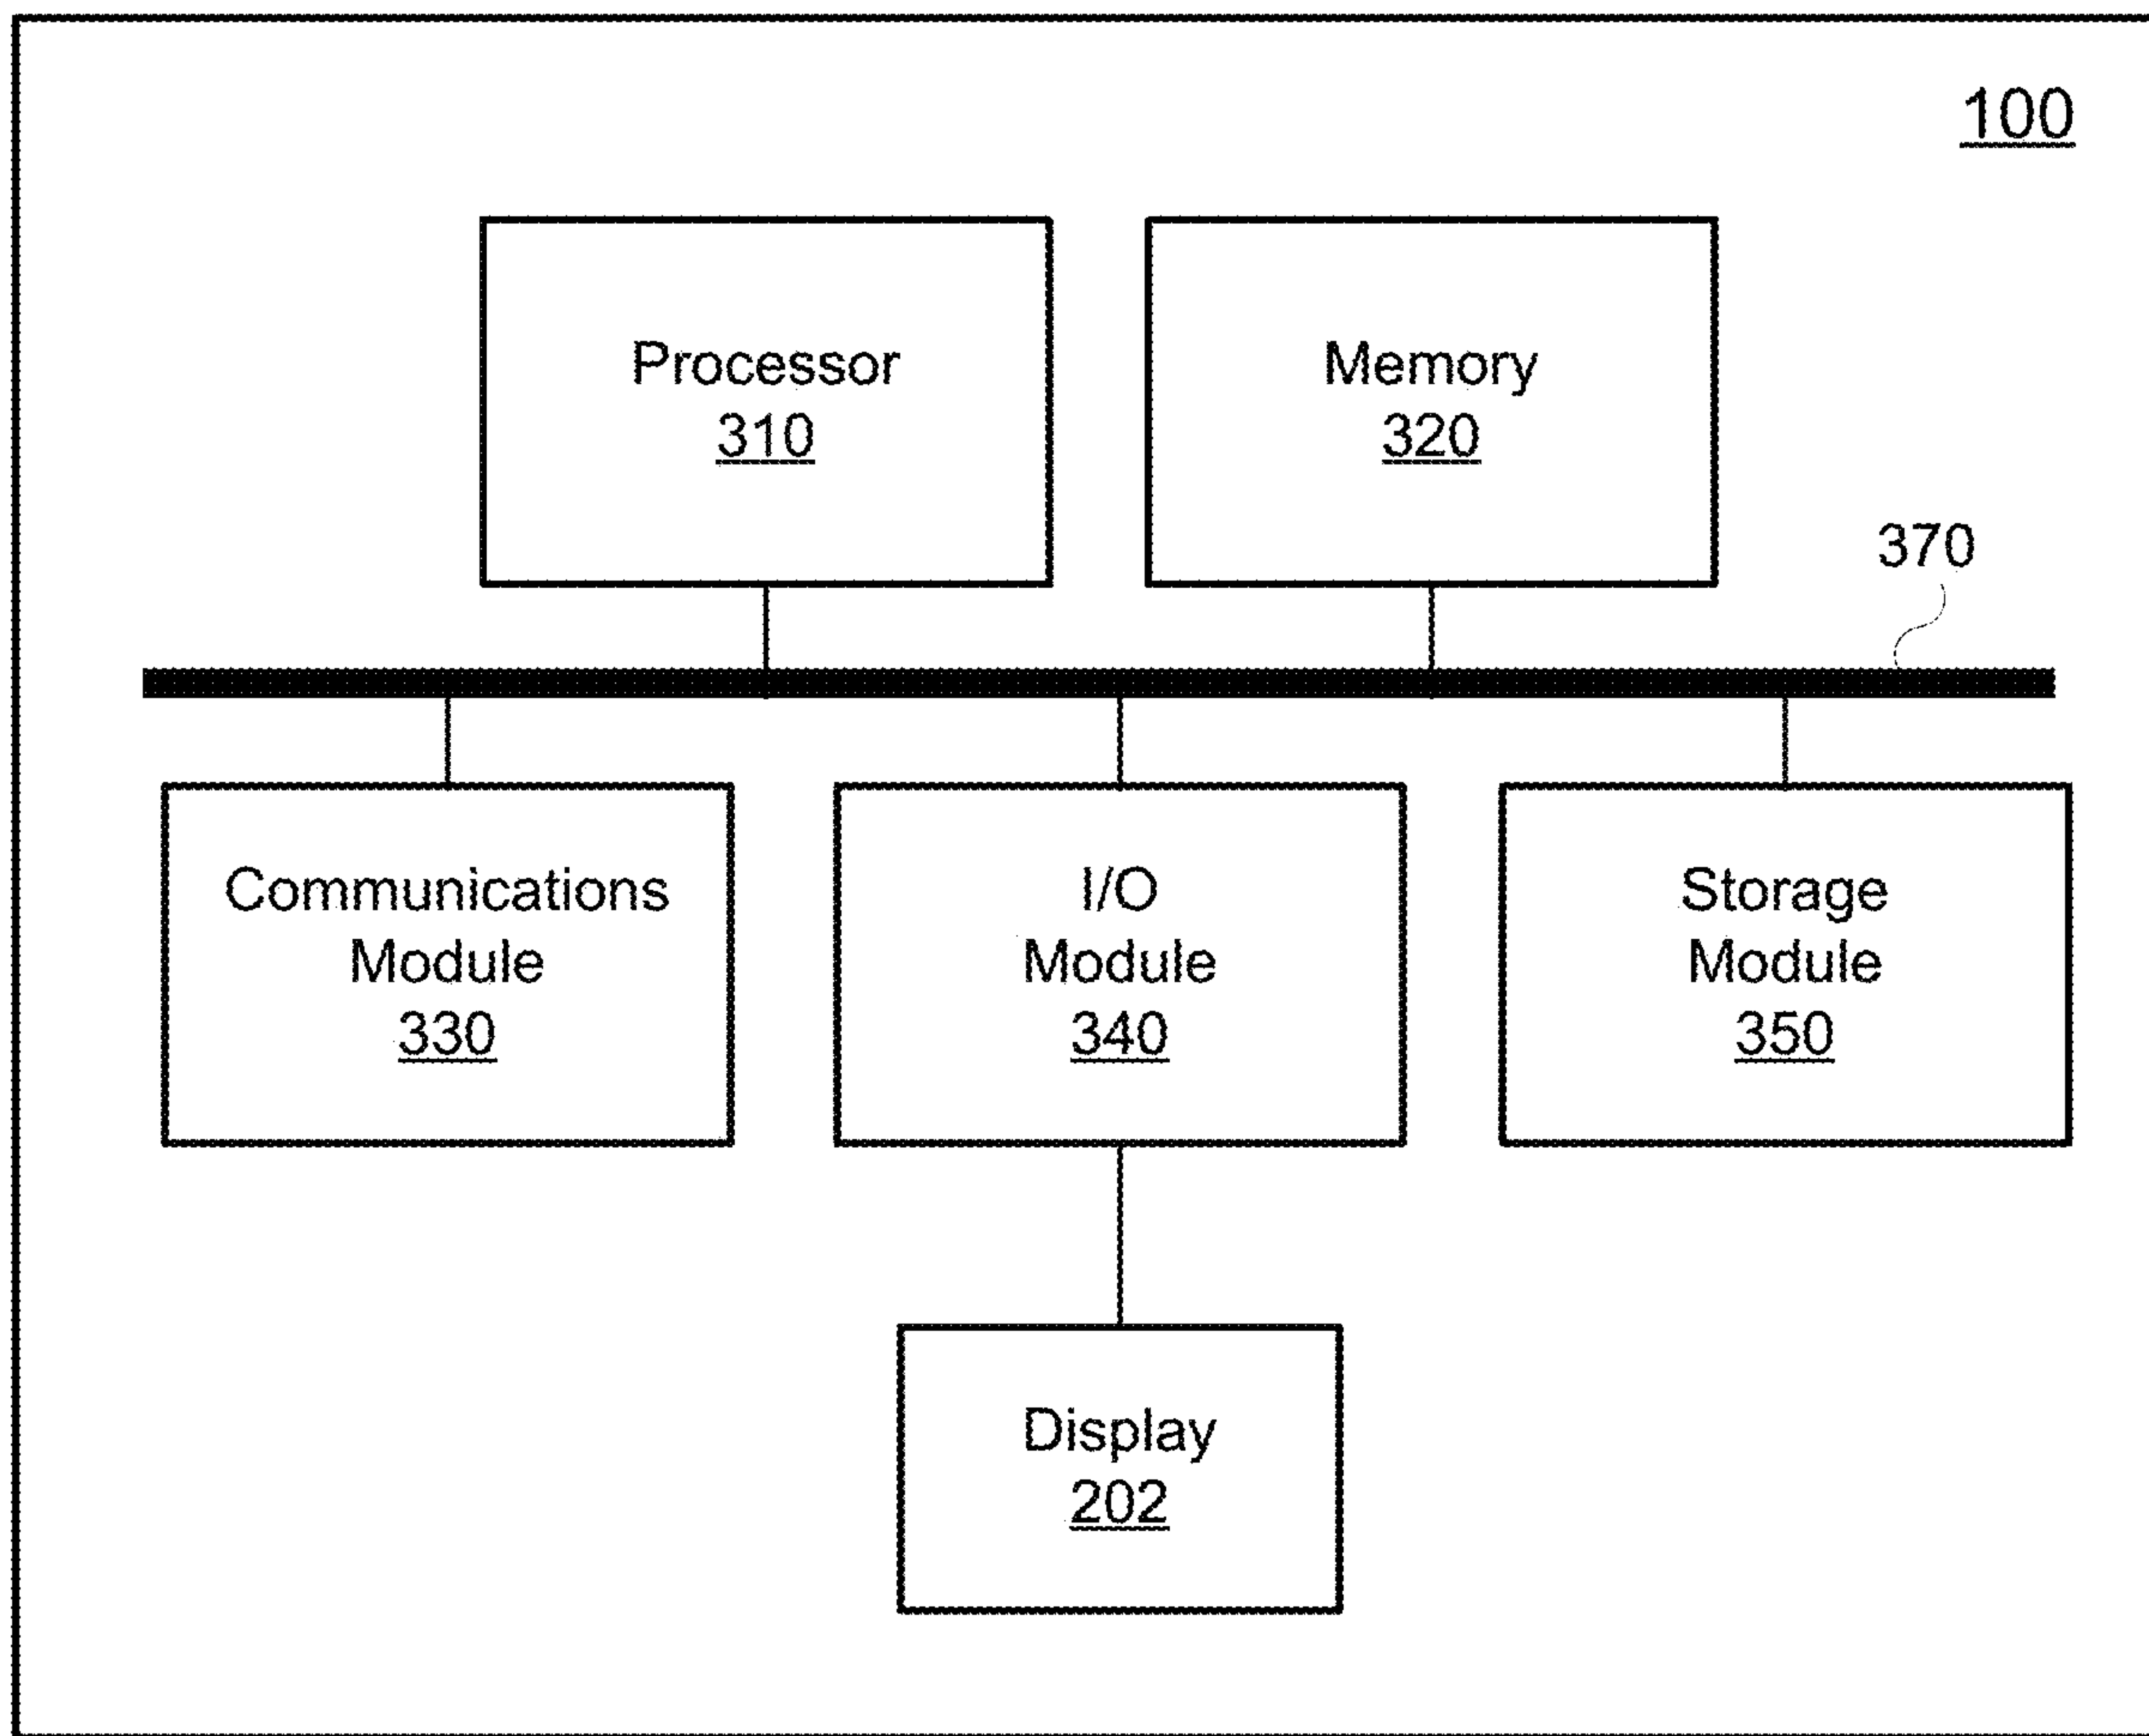 100
Processor
310
Memory
320
370
Communications
Module
330
I/O
Module
340
Storage
Module
350
Display
202